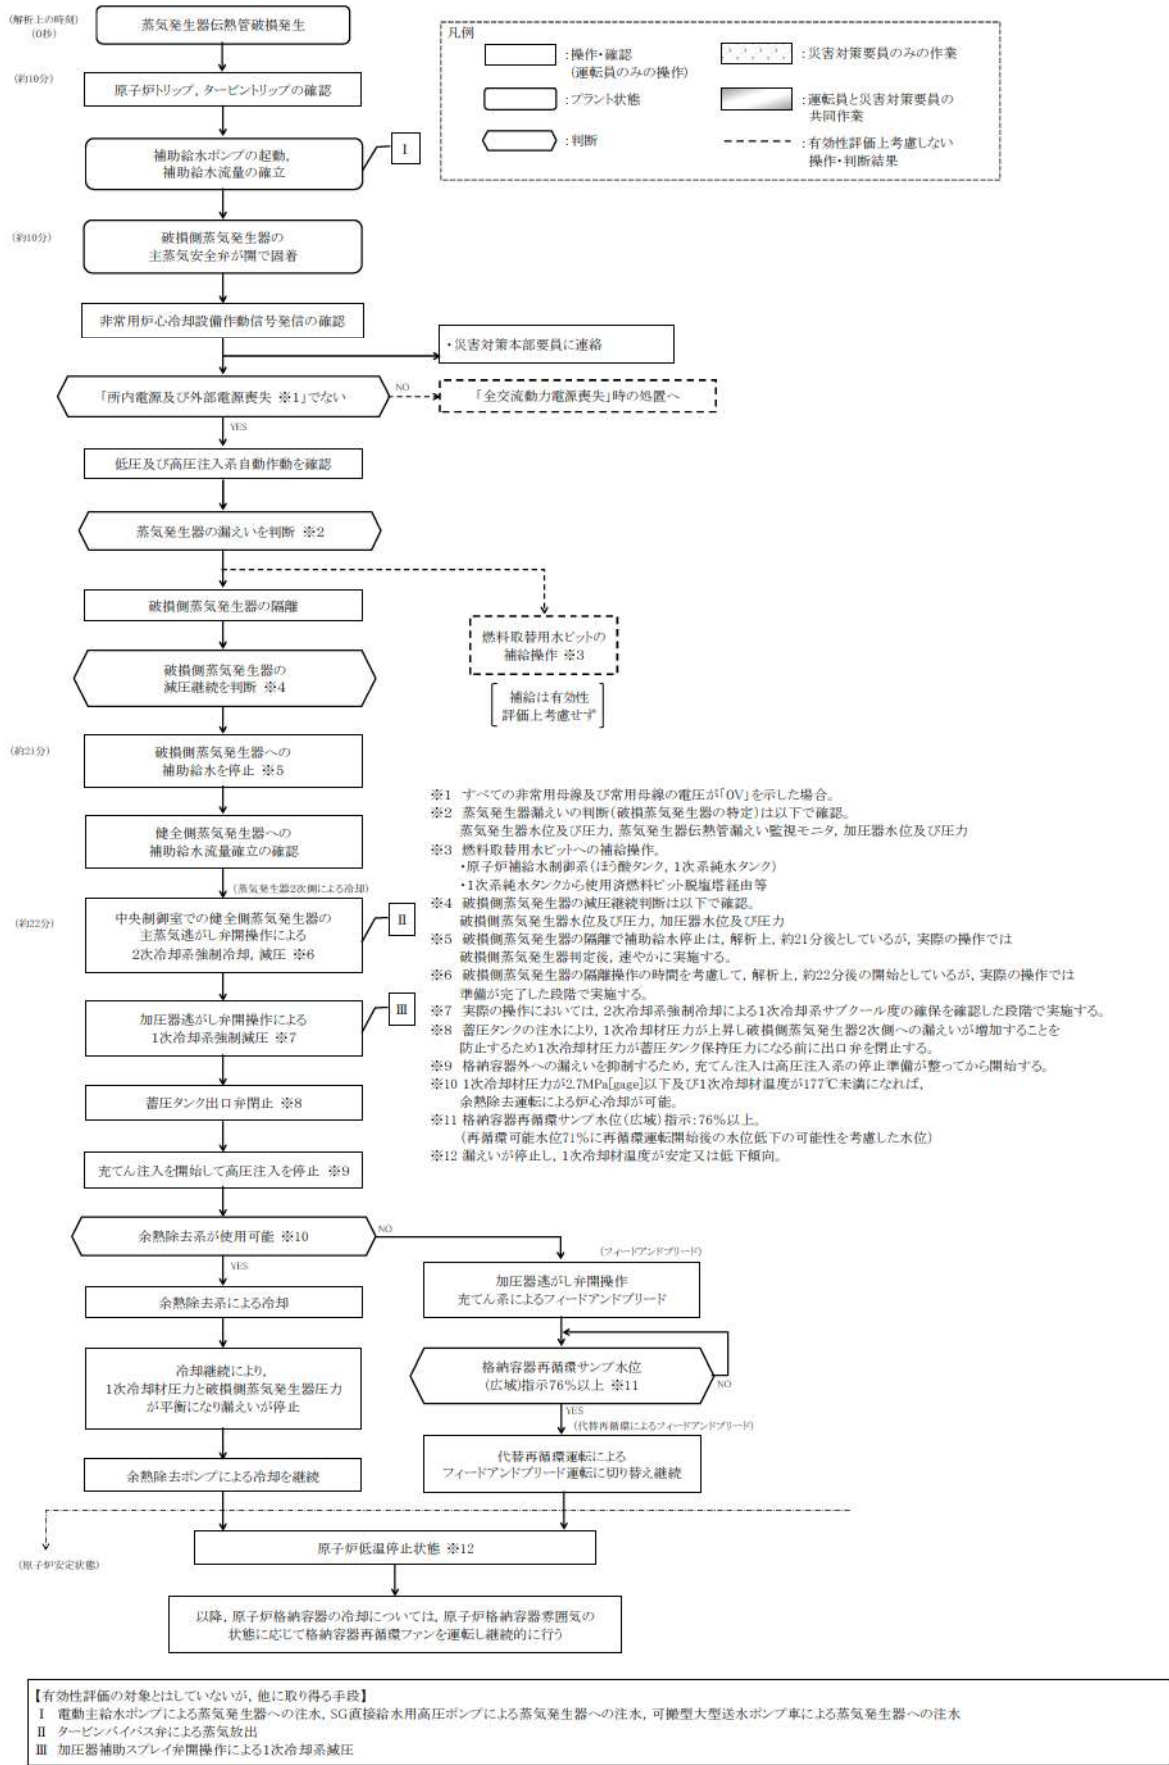 (解析上の時刻)
(0秒)
蒸気発生器伝熱管破損発生
凡例
:操作・確認
(運転員のみの操作)
:災害対策要員のみの作業
:プラント状態
:運転員と災害対策要員の
共同作業
:判断
:有効性評価上考慮しない
操作・判断結果
(約10分)
原子炉トリップ, タービントリップの確認
補助給水ポンプの起動,
補助給水流量の確立
Ⅰ
(約10分)
破損側蒸気発生器の
主蒸気安全弁が開で固着
非常用炉心冷却設備作動信号発信の確認
・災害対策本部要員に連絡
「所内電源及び外部電源喪失 ※1」でない
NO
「全交流動力電源喪失」時の処置へ
YES
低圧及び高圧注入系自動作動を確認
蒸気発生器の漏えいを判断 ※2
破損側蒸気発生器の隔離
燃料取替用水ピットの
補給操作 ※3
補給は有効性
評価上考慮せず
破損側蒸気発生器の
減圧継続を判断 ※4
(約21分)
破損側蒸気発生器への
補助給水を停止 ※5
健全側蒸気発生器への
補助給水流量確立の確認
(蒸気発生器2次側による冷却)
(約22分)
中央制御室での健全側蒸気発生器の
主蒸気逃がし弁開操作による
2次冷却系強制冷却, 減圧 ※6
Ⅱ
加圧器逃がし弁開操作による
1次冷却系強制減圧 ※7
Ⅲ
蓄圧タンク出口弁閉止 ※8
充てん注入を開始して高圧注入を停止 ※9
※1 すべての非常用母線及び常用母線の電圧が「0V」を示した場合。
※2 蒸気発生器漏えいの判断(破損蒸気発生器の特定)は以下で確認。
蒸気発生器水位及び圧力, 蒸気発生器伝熱管漏えい監視モニタ, 加圧器水位及び圧力
※3 燃料取替用水ピットへの補給操作。
・原子炉補給水制御系(ほう酸タンク, 1次系純水タンク)
・1次系純水タンクから使用済燃料ピット脱塩塔経由等
※4 破損側蒸気発生器の減圧継続判断は以下で確認。
破損側蒸気発生器水位及び圧力, 加圧器水位及び圧力
※5 破損側蒸気発生器の隔離で補助給水停止は, 解析上, 約21分後としているが, 実際の操作では
破損側蒸気発生器判定後, 速やかに実施する。
※6 破損側蒸気発生器の隔離操作の時間を考慮して, 解析上, 約22分後の開始としているが, 実際の操作では
準備が完了した段階で実施する。
※7 実際の操作においては, 2次冷却系強制冷却による1次冷却系サブクール度の確保を確認した段階で実施する。
※8 蓄圧タンクの注水により, 1次冷却材圧力が上昇し破損側蒸気発生器2次側への漏えいが増加することを
防止するため1次冷却材圧力が蓄圧タンク保持圧力になる前に出口弁を閉止する。
※9 格納容器外への漏えいを抑制するため, 充てん注入は高圧注入系の停止準備が整ってから開始する。
※10 1次冷却材圧力が2.7MPa[gage]以下及び1次冷却材温度が177℃未満になれば,
余熱除去運転による炉心冷却が可能。
※11 格納容器再循環サンプ水位(広域)指示:76%以上。
(再循環可能水位71%に再循環運転開始後の水位低下の可能性を考慮した水位)
※12 漏えいが停止し, 1次冷却材温度が安定又は低下傾向。
余熱除去系が使用可能 ※10
NO
YES
(フィードアンドブリード)
加圧器逃がし弁開操作
充てん系によるフィードアンドブリード
余熱除去系による冷却
格納容器再循環サンプ水位
(広域)指示76%以上 ※11
NO
YES
冷却継続により,
1次冷却材圧力と破損側蒸気発生器圧力
が平衡になり漏えいが停止
(代替再循環によるフィードアンドブリード)
代替再循環運転による
フィードアンドブリード運転に切り替え継続
余熱除去ポンプによる冷却を継続
(原子炉安定状態)
原子炉低温停止状態 ※12
以降, 原子炉格納容器の冷却については, 原子炉格納容器雰囲気の
状態に応じて格納容器再循環ファンを運転し継続的に行う
【有効性評価の対象とはしていないが, 他に取り得る手段】
Ⅰ 電動主給水ポンプによる蒸気発生器への注水, SG直接給水用高圧ポンプによる蒸気発生器への注水, 可搬型大型送水ポンプ車による蒸気発生器への注水
Ⅱ タービンバイパス弁による蒸気放出
Ⅲ 加圧器補助スプレイ弁開操作による1次冷却系減圧